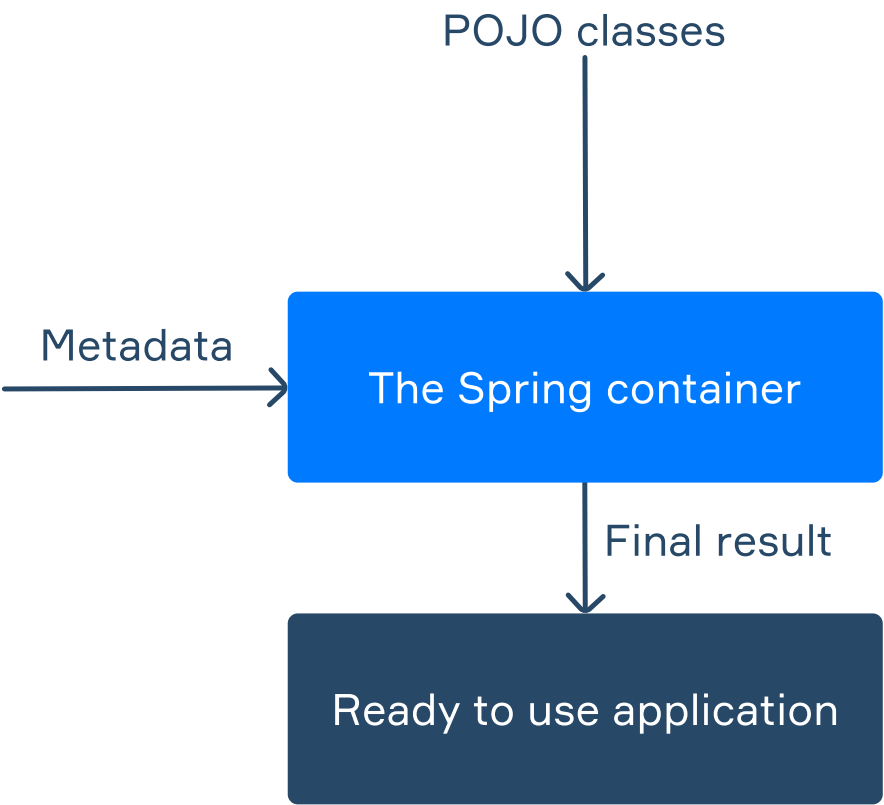 POJO classes
Metadata
The Spring container
Final result
Ready to use application